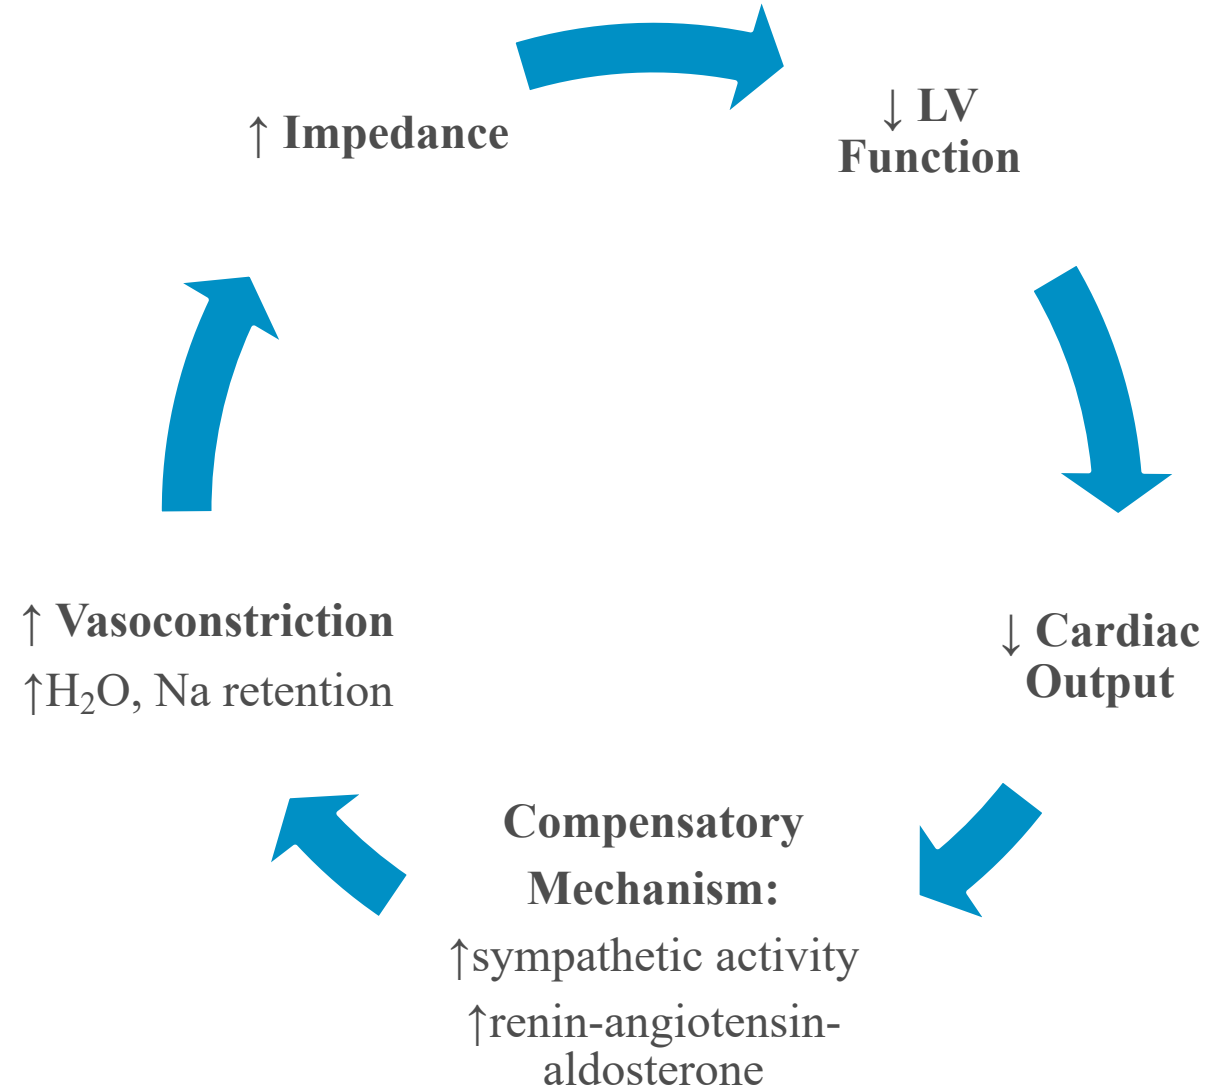 ↑ Impedance
↓ LV
Function
↓ Cardiac
Output
Compensatory
Mechanism:
↑sympathetic activity
↑renin-angiotensin-
aldosterone
↑ Vasoconstriction
↑H₂O, Na retention